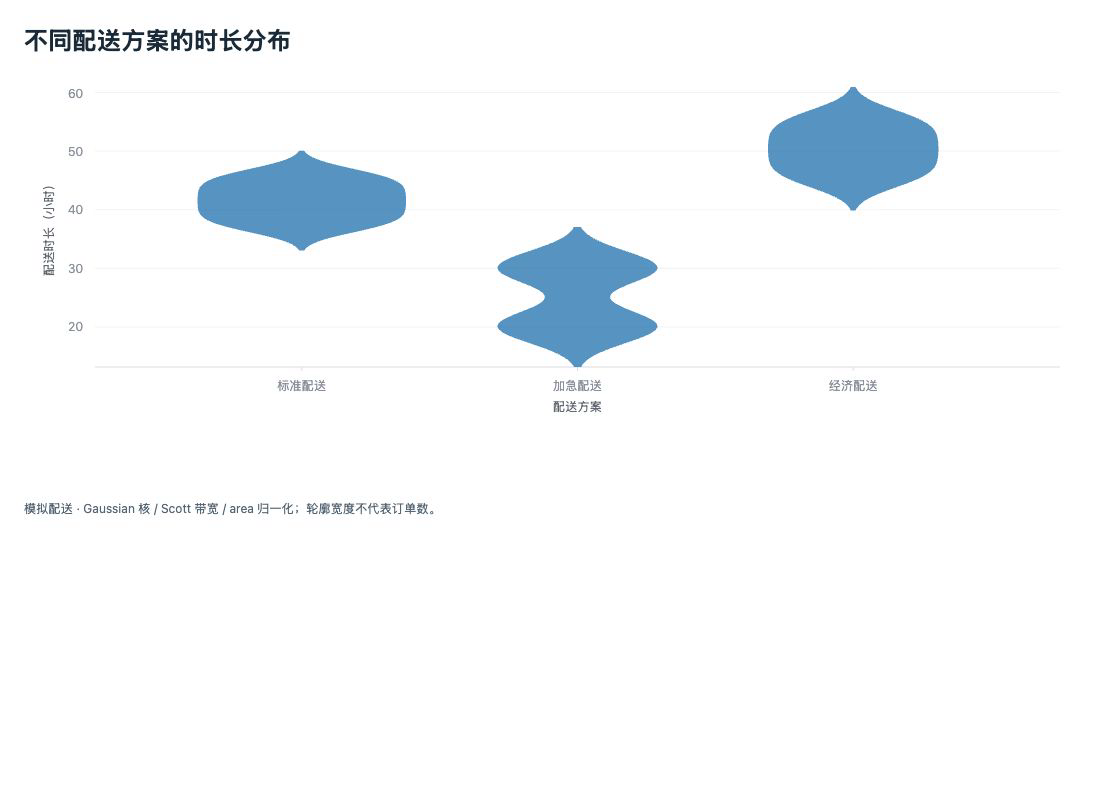 不同配送方案的时长分布
60
50
40
30
20
配送时长（小时）
标准配送
加急配送
经济配送
配送方案
模拟配送 · Gaussian 核 / Scott 带宽 / area 归一化；轮廓宽度不代表订单数。